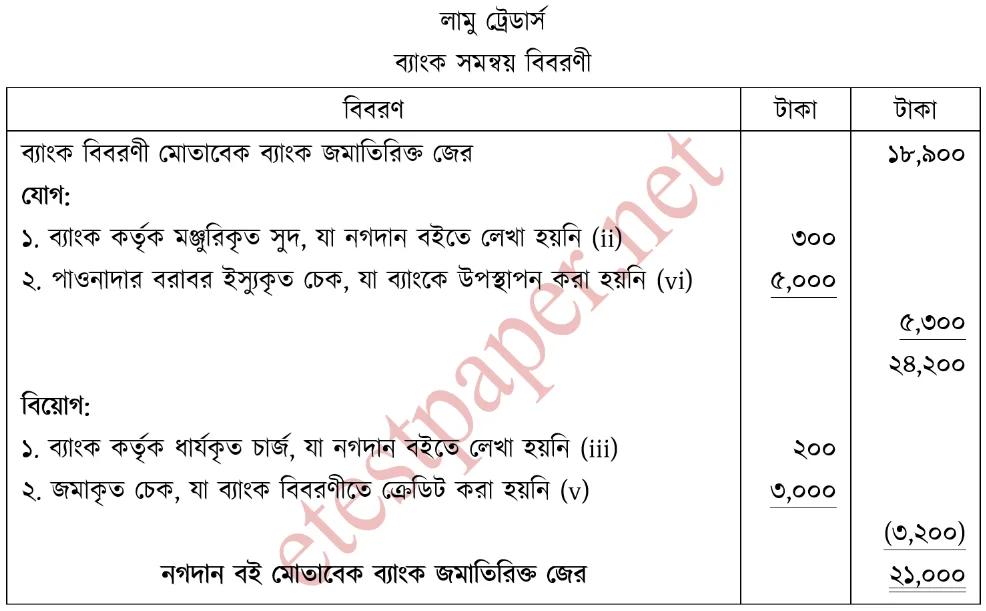 লামু ট্রেডার্স
ব্যাংক সমন্বয় বিবরণী
বিবরণ টাকা টাকা
ব্যাংক বিবরণী মোতাবেক ব্যাংক জমাতিরিক্ত জের ১৮,৯০০
যোগ:
১. ব্যাংক কর্তৃক মঞ্জুরিকৃত সুদ, যা নগদান বইতে লেখা হয়নি (ii) ৩০০
২. পাওনাদার বরাবর ইস্যুকৃত চেক, যা ব্যাংকে উপস্থাপন করা হয়নি (vi) ৫,০০০
৫,৩০০
২৪,২০০
বিয়োগ:
১. ব্যাংক কর্তৃক ধার্যকৃত চার্জ, যা নগদান বইতে লেখা হয়নি (iii) ২০০
২. জমাকৃত চেক, যা ব্যাংক বিবরণীতে ক্রেডিট করা হয়নি (v) ৩,০০০
(৩,২০০)
নগদান বই মোতাবেক ব্যাংক জমাতিরিক্ত জের ২১,০০০
etestpaper.net